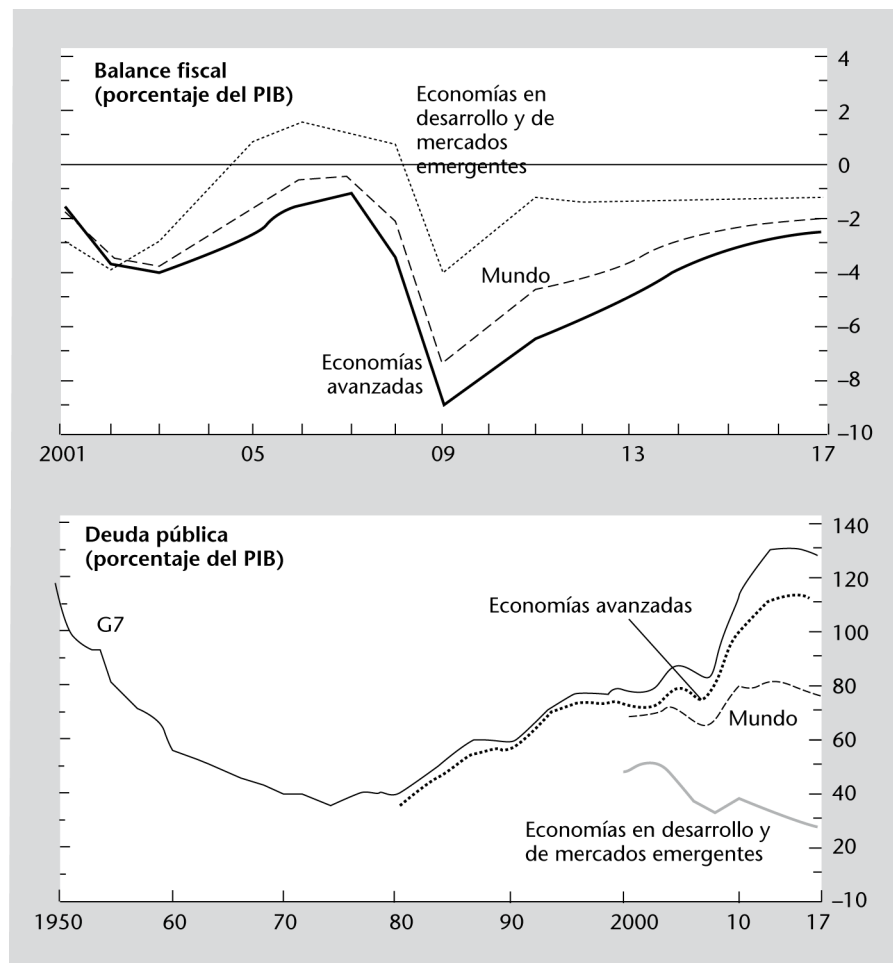 Balance fiscal
(porcentaje del PIB)
Economías en
desarrollo y de
mercados
emergentes
Mundo
Economías
avanzadas
4
2
0
–2
–4
–6
–8
–10
2001 05 09 13 17
Deuda pública
(porcentaje del PIB)
G7
Economías avanzadas
Mundo
Economías en desarrollo y
de mercados emergentes
140
120
100
80
60
40
20
–10
1950 60 70 80 90 2000 10 17